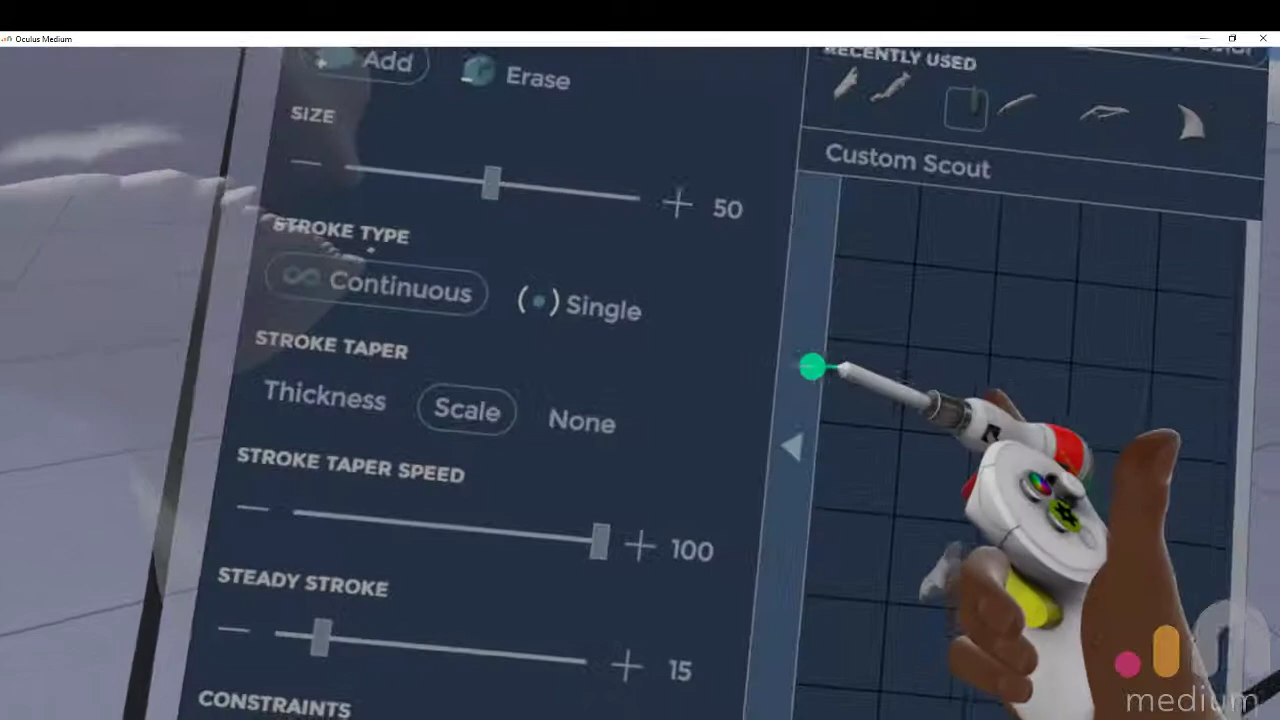 Oculus Medium
Add
Erase
SIZE
50
STROKE TYPE
Continuous
Single
STROKE TAPER
Thickness
Scale
None
STROKE TAPER SPEED
100
STEADY STROKE
15
CONSTRAINTS
RECENTLY USED
Custom Scout
medium